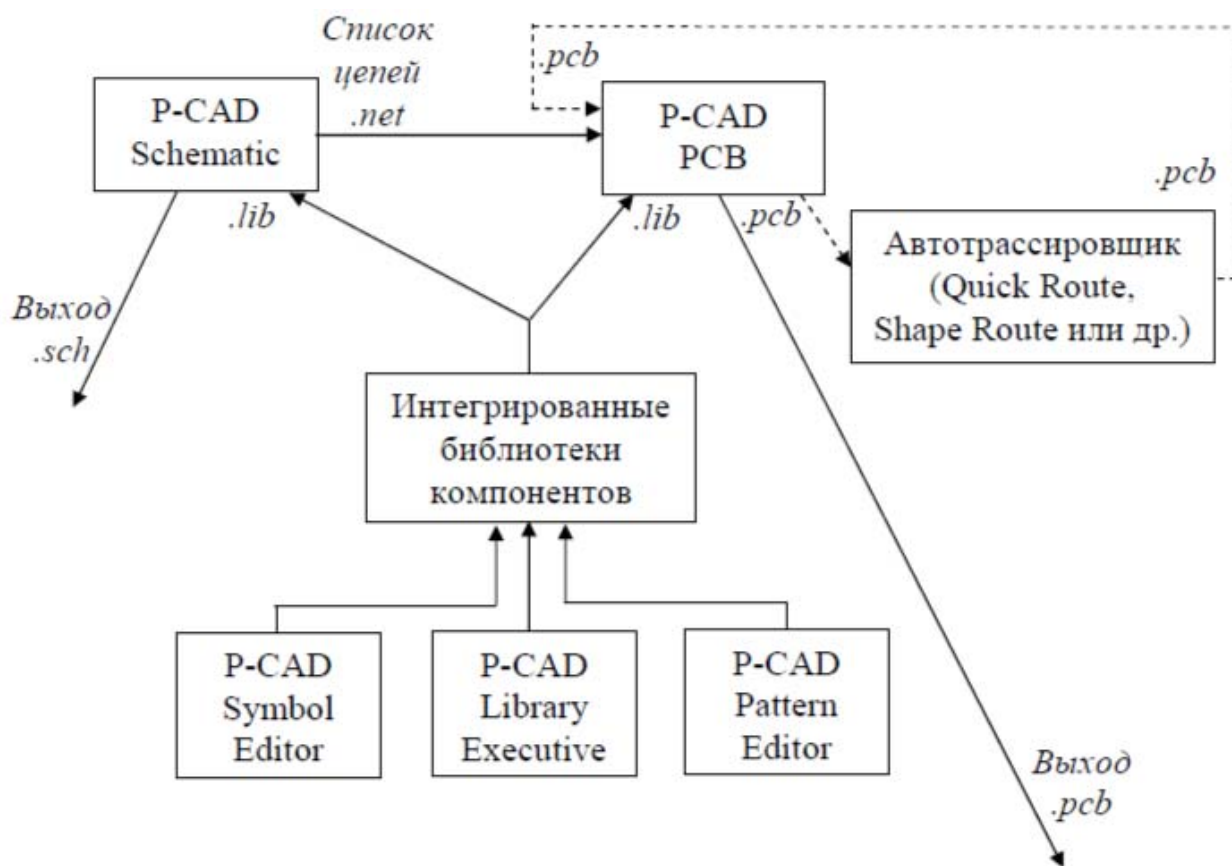 Список
цепей
.net
.pcb
P-CAD
Schematic
P-CAD
PCB
.pcb
.lib
.lib
.pcb
Автотрассировщик
(Quick Route,
Shape Route или др.)
Выход
.sch
Интегрированные
библиотеки
компонентов
P-CAD
Symbol
Editor
P-CAD
Library
Executive
P-CAD
Pattern
Editor
Выход
.pcb